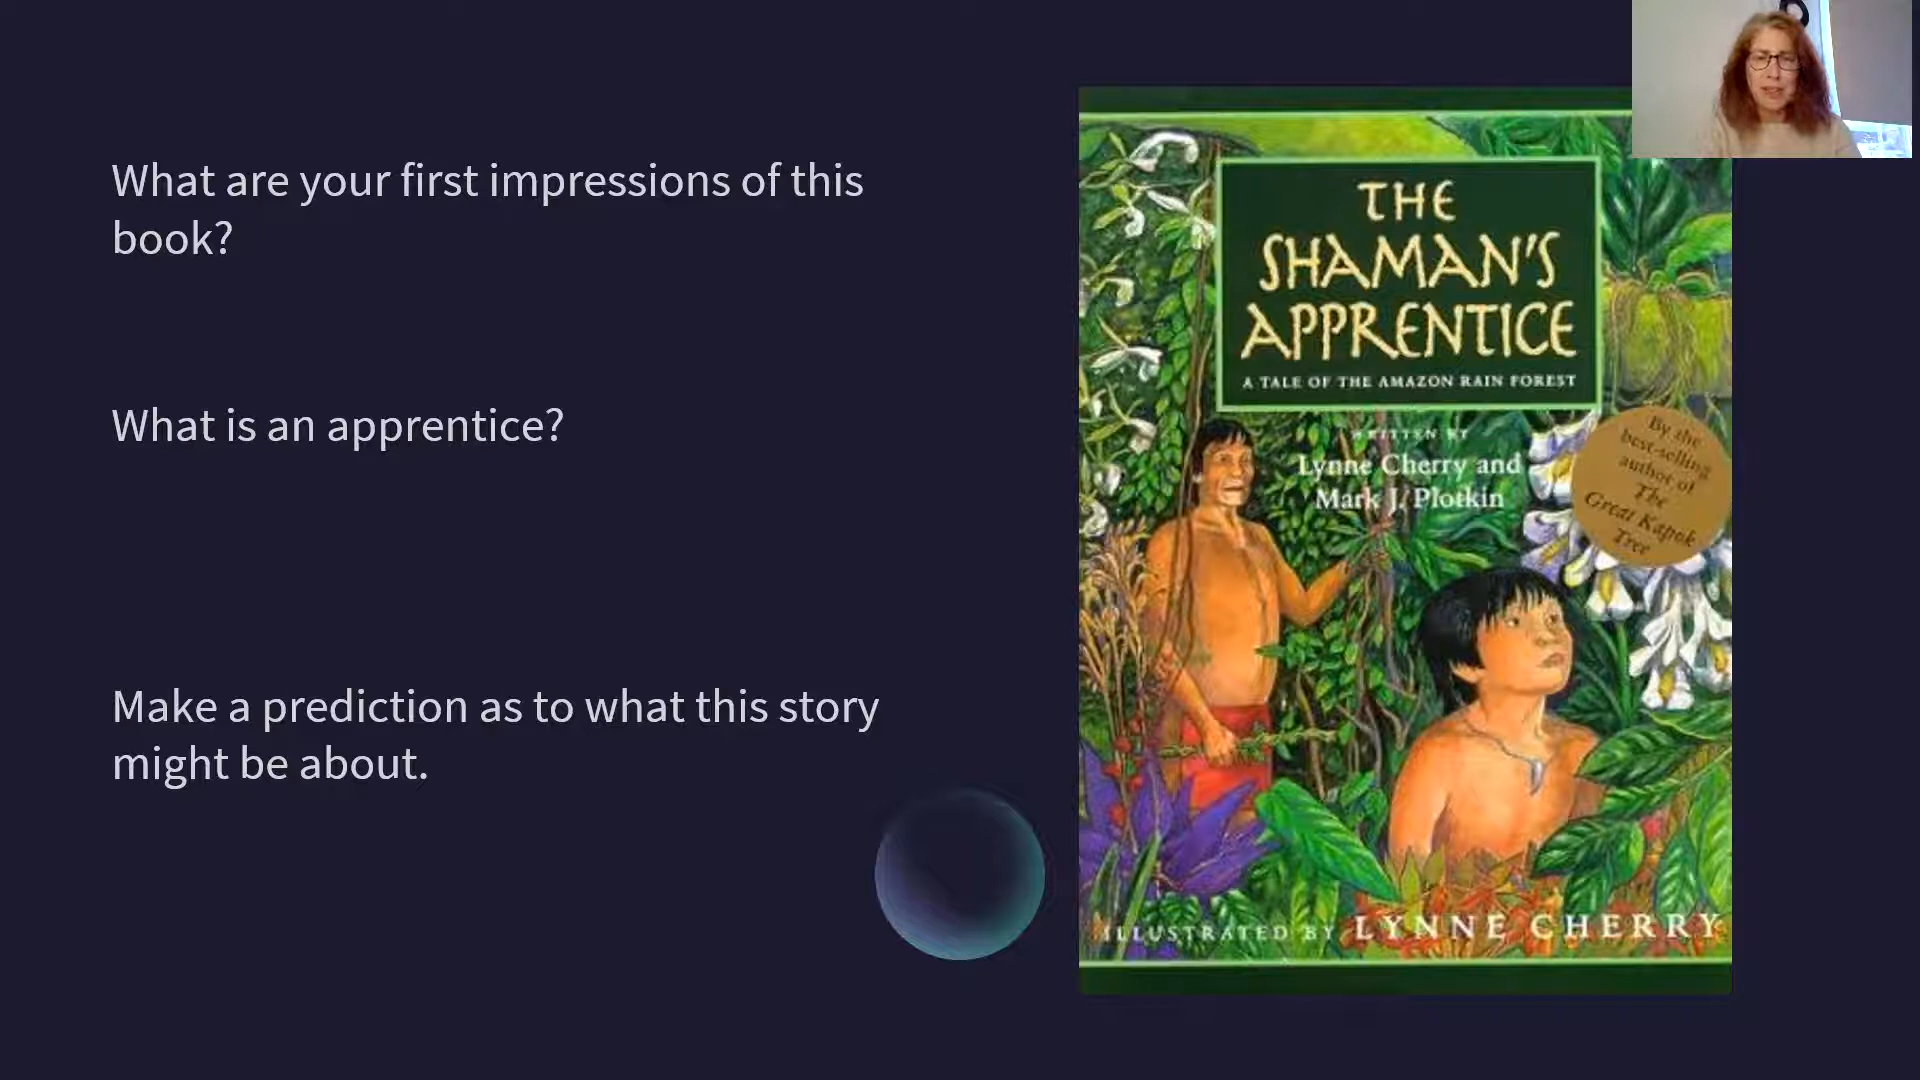 What are your first impressions of this
book?
What is an apprentice?
Make a prediction as to what this story
might be about.
THE
SHAMAN'S
APPRENTICE
A TALE OF THE AMAZON RAIN FOREST
WRITTEN BY
Lynne Cherry and
Mark J. Plotkin
By the
best-selling
author of
The
Great Kapok
Tree
ILLUSTRATED BY LYNNE CHERRY